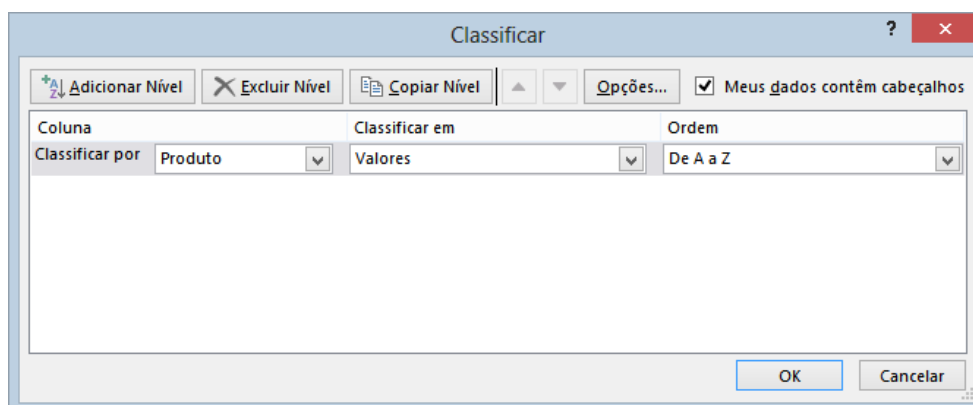 Classificar ?
Adicionar Nível Excluir Nível Copiar Nível Opções... Meus dados contêm cabeçalhos
Coluna Classificar em Ordem
Classificar por Produto Valores De A a Z
OK Cancelar